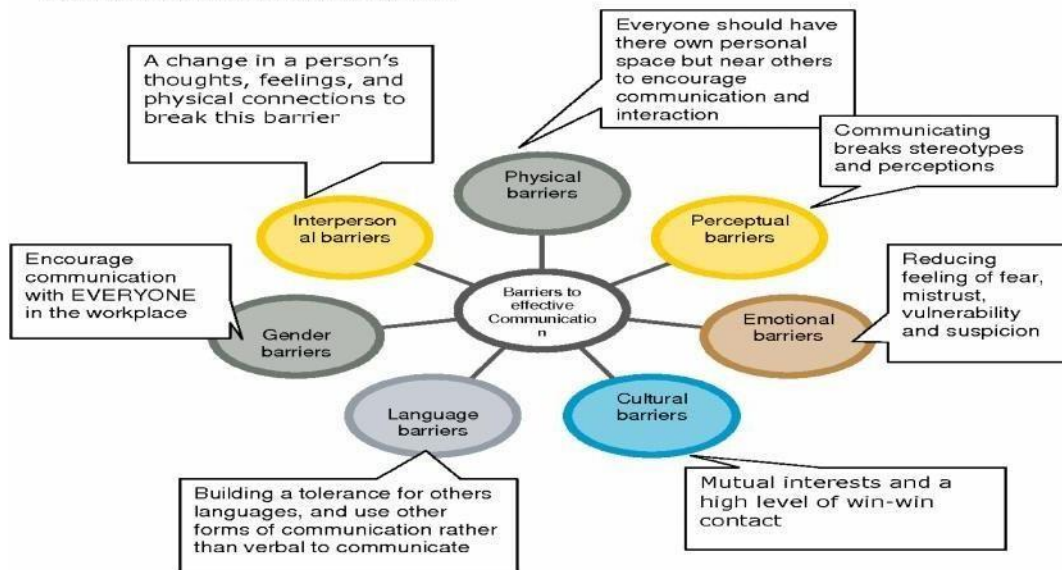 A change in a person's
thoughts, feelings, and
physical connections to
break this barrier
Everyone should have
there own personal
space but near others
to encourage
communication and
interaction
Communicating
breaks stereotypes
and perceptions
Physical
barriers
Interperson
al barriers
Perceptual
barriers
Encourage
communication
with EVERYONE
in the workplace
Reducing
feeling of fear,
mistrust,
vulnerability
and suspicion
Barriers to
effective
Communicatio
n
Gender
barriers
Emotional
barriers
Language
barriers
Cultural
barriers
Building a tolerance for others
languages, and use other
forms of communication rather
than verbal to communicate
Mutual interests and a
high level of win-win
contact